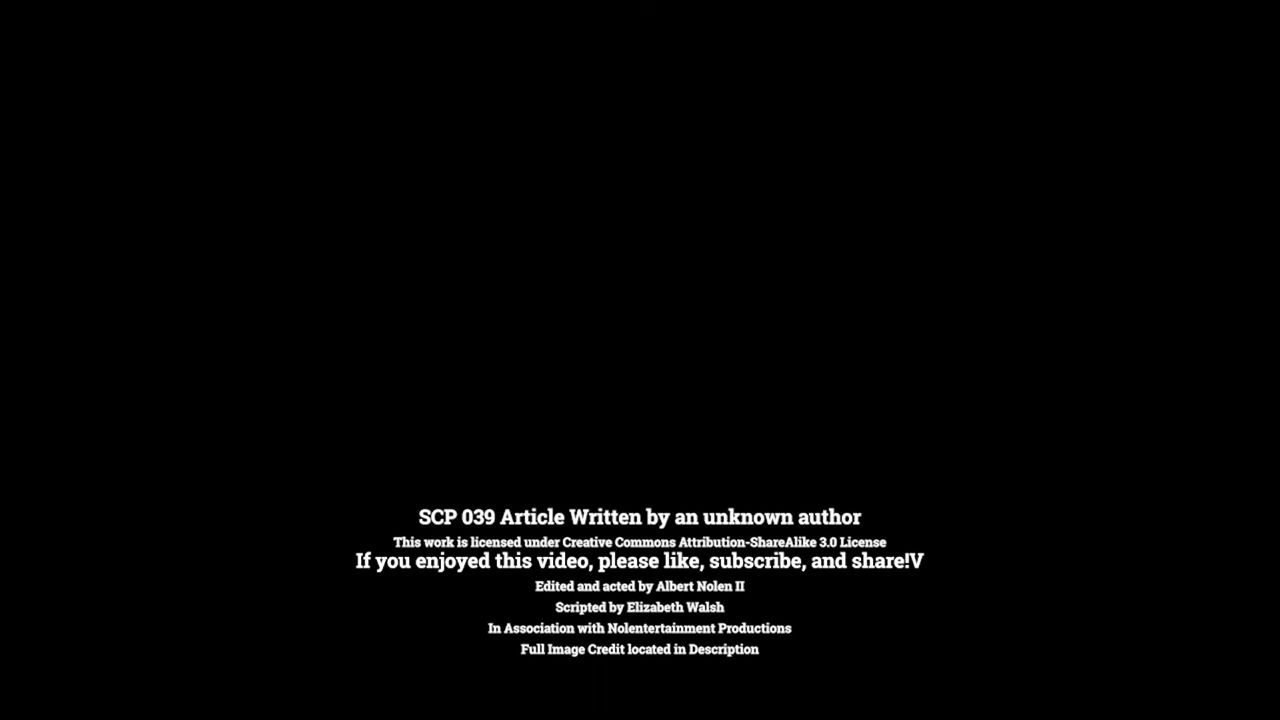 SCP 039 Article Written by an unknown author
This work is licensed under Creative Commons Attribution-ShareAlike 3.0 License
If you enjoyed this video, please like, subscribe, and share!V
Edited and acted by Albert Nolen II
Scripted by Elizabeth Walsh
In Association with Nolentertainment Productions
Full Image Credit located in Description